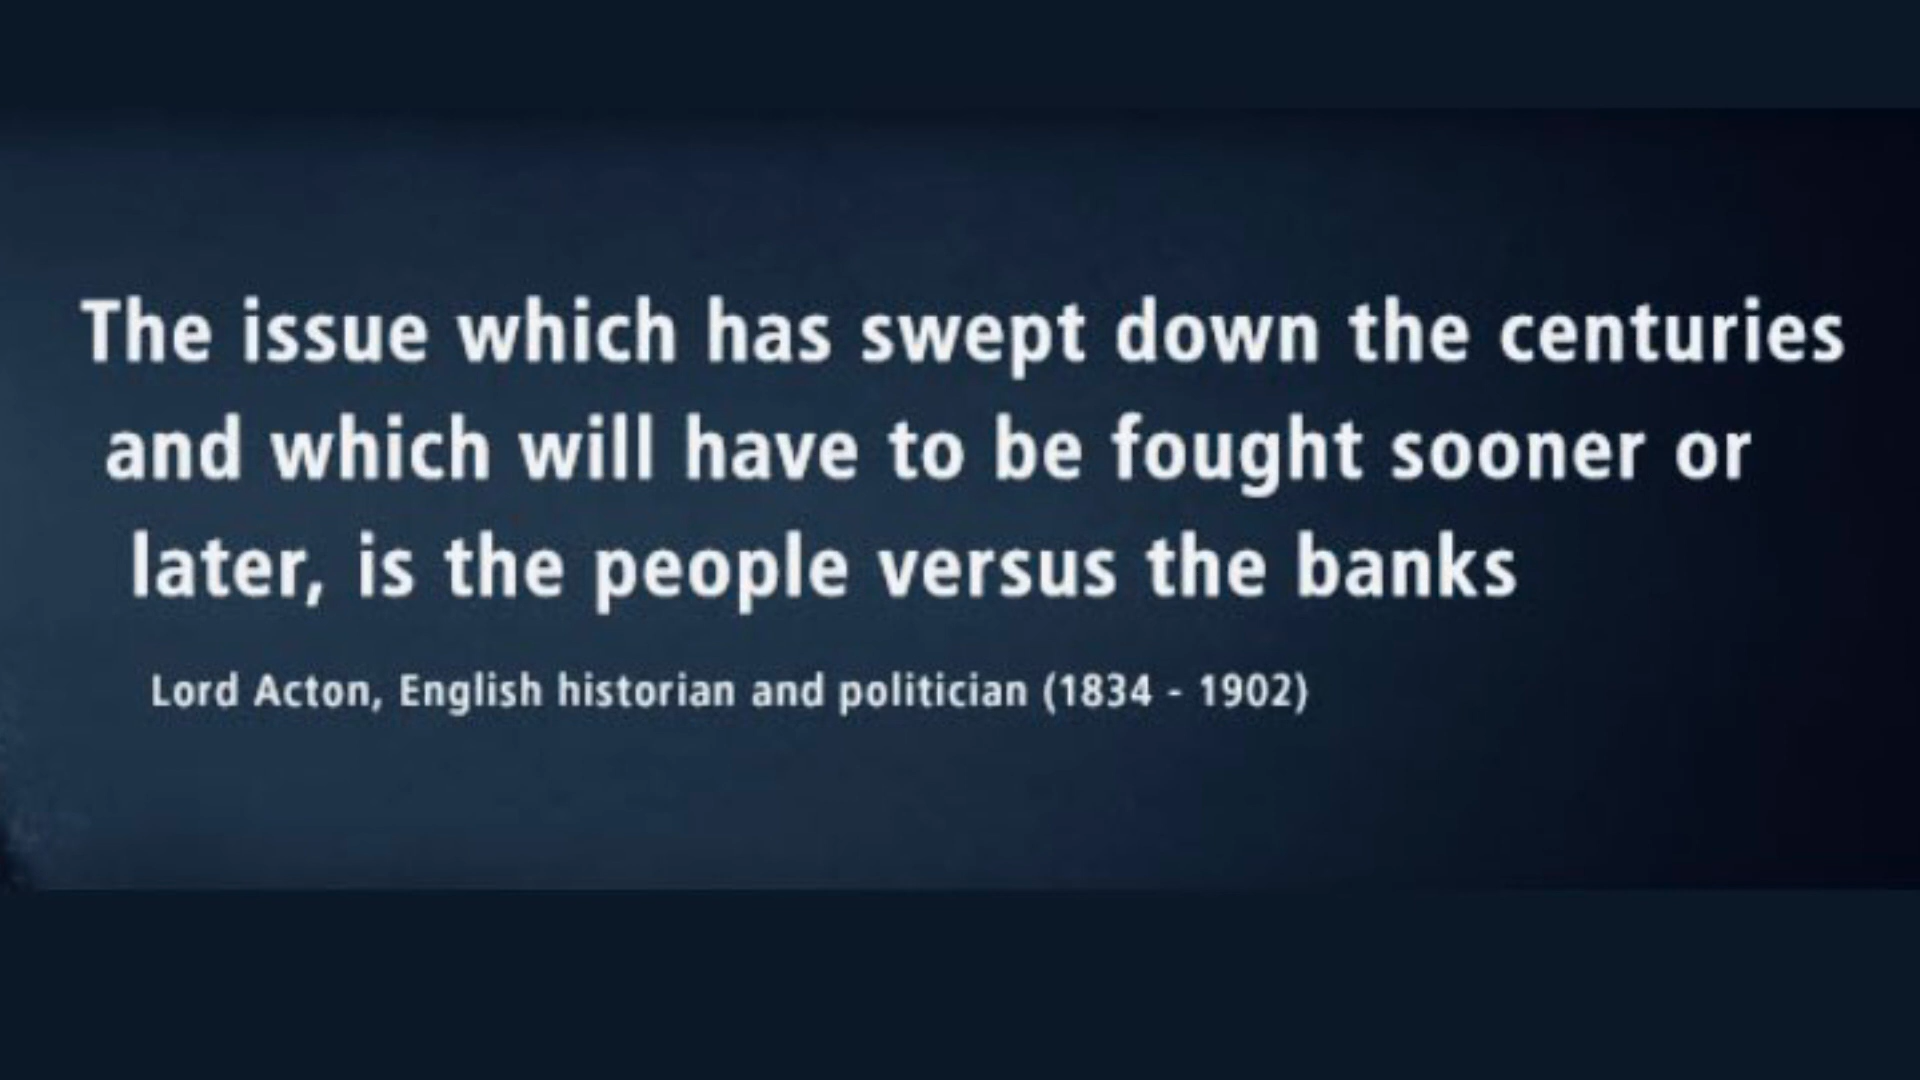 The issue which has swept down the centuries
and which will have to be fought sooner or
later, is the people versus the banks
Lord Acton, English historian and politician (1834 - 1902)